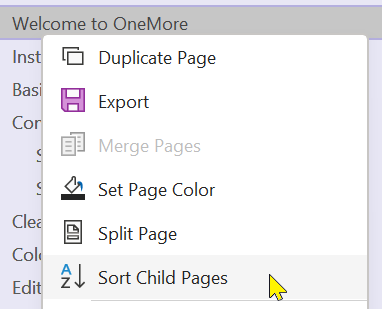 Welcome to OneMore
Inst
Basi
Con
S
S
Clea
Colo
Edit
Duplicate Page
Export
Merge Pages
Set Page Color
Split Page
A
Z
Sort Child Pages